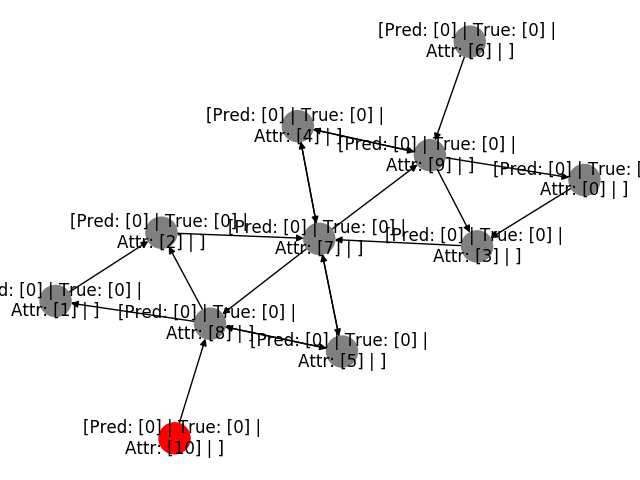 [Pred: [0] | True: [0] |
Attr: [6] | ]
[Pred: [0] | True: [0] |
Attr: [4] | ]
[Pred: [0] | True: [0] |
Attr: [9] | ]
[Pred: [0] | True: [
Attr: [0] | ]
[Pred: [0] | True: [0] |
Attr: [2] | ]
[Pred: [0] | True: [0] |
Attr: [7] | ]
[Pred: [0] | True: [0] |
Attr: [3] | ]
d: [0] | True: [0] |
Attr: [1] | ]
[Pred: [0] | True: [0] |
Attr: [8] | ]
[Pred: [0] | True: [0] |
Attr: [5] | ]
[Pred: [0] | True: [0] |
Attr: [10] | ]